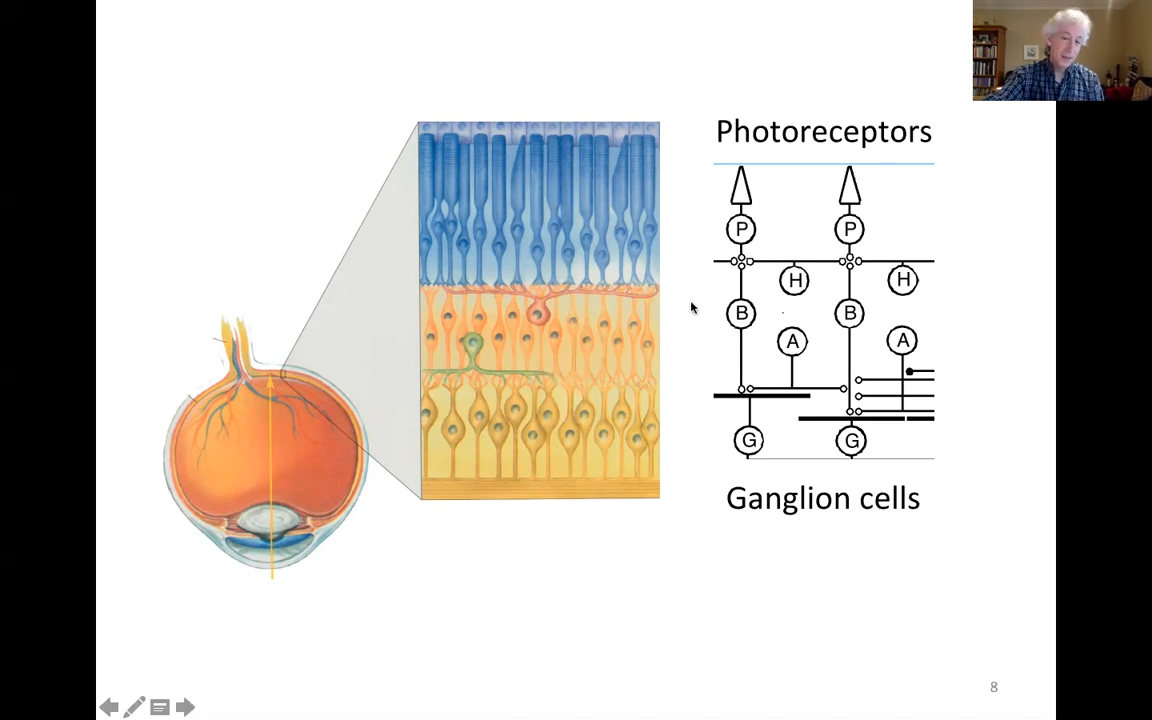 Photoreceptors
P P
H H
B B
A A
G G
Ganglion cells
8